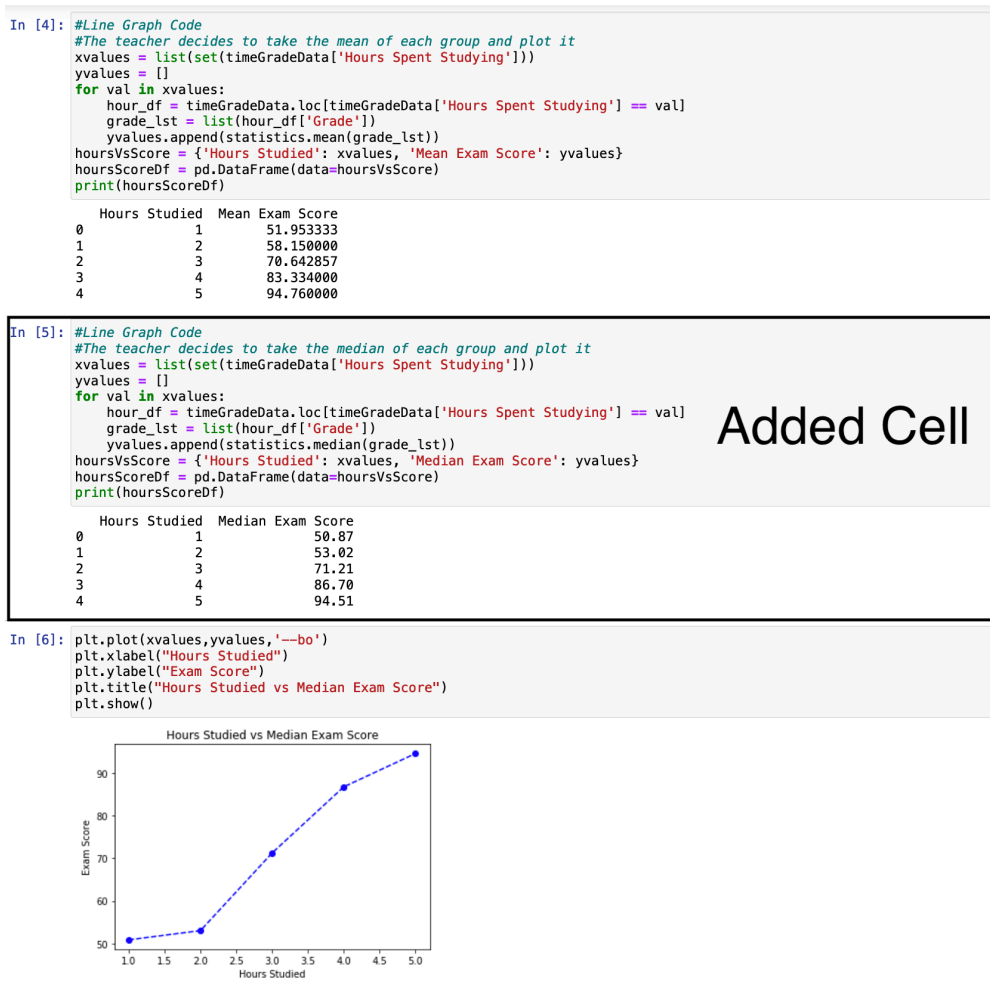 In [4]: #Line Graph Code
#The teacher decides to take the mean of each group and plot it
xvalues = list(set(timeGradeData['Hours Spent Studying']))
yvalues = []
for val in xvalues:
    hour_df = timeGradeData.loc[timeGradeData['Hours Spent Studying'] == val]
    grade_lst = list(hour_df['Grade'])
    yvalues.append(statistics.mean(grade_lst))
hoursVsScore = {'Hours Studied': xvalues, 'Mean Exam Score': yvalues}
hoursScoreDf = pd.DataFrame(data=hoursVsScore)
print(hoursScoreDf)
Hours Studied  Mean Exam Score
0 1 51.953333
1 2 58.150000
2 3 70.642857
3 4 83.334000
4 5 94.760000
In [5]: #Line Graph Code
#The teacher decides to take the median of each group and plot it
xvalues = list(set(timeGradeData['Hours Spent Studying']))
yvalues = []
for val in xvalues:
    hour_df = timeGradeData.loc[timeGradeData['Hours Spent Studying'] == val]
    grade_lst = list(hour_df['Grade'])
    yvalues.append(statistics.median(grade_lst))
hoursVsScore = {'Hours Studied': xvalues, 'Median Exam Score': yvalues}
hoursScoreDf = pd.DataFrame(data=hoursVsScore)
print(hoursScoreDf)
Added Cell
Hours Studied  Median Exam Score
0 1 50.87
1 2 53.02
2 3 71.21
3 4 86.70
4 5 94.51
In [6]: plt.plot(xvalues,yvalues,'--bo')
plt.xlabel("Hours Studied")
plt.ylabel("Exam Score")
plt.title("Hours Studied vs Median Exam Score")
plt.show()
Hours Studied vs Median Exam Score
90
80
70
60
50
Exam Score
1.0 1.5 2.0 2.5 3.0 3.5 4.0 4.5 5.0
Hours Studied